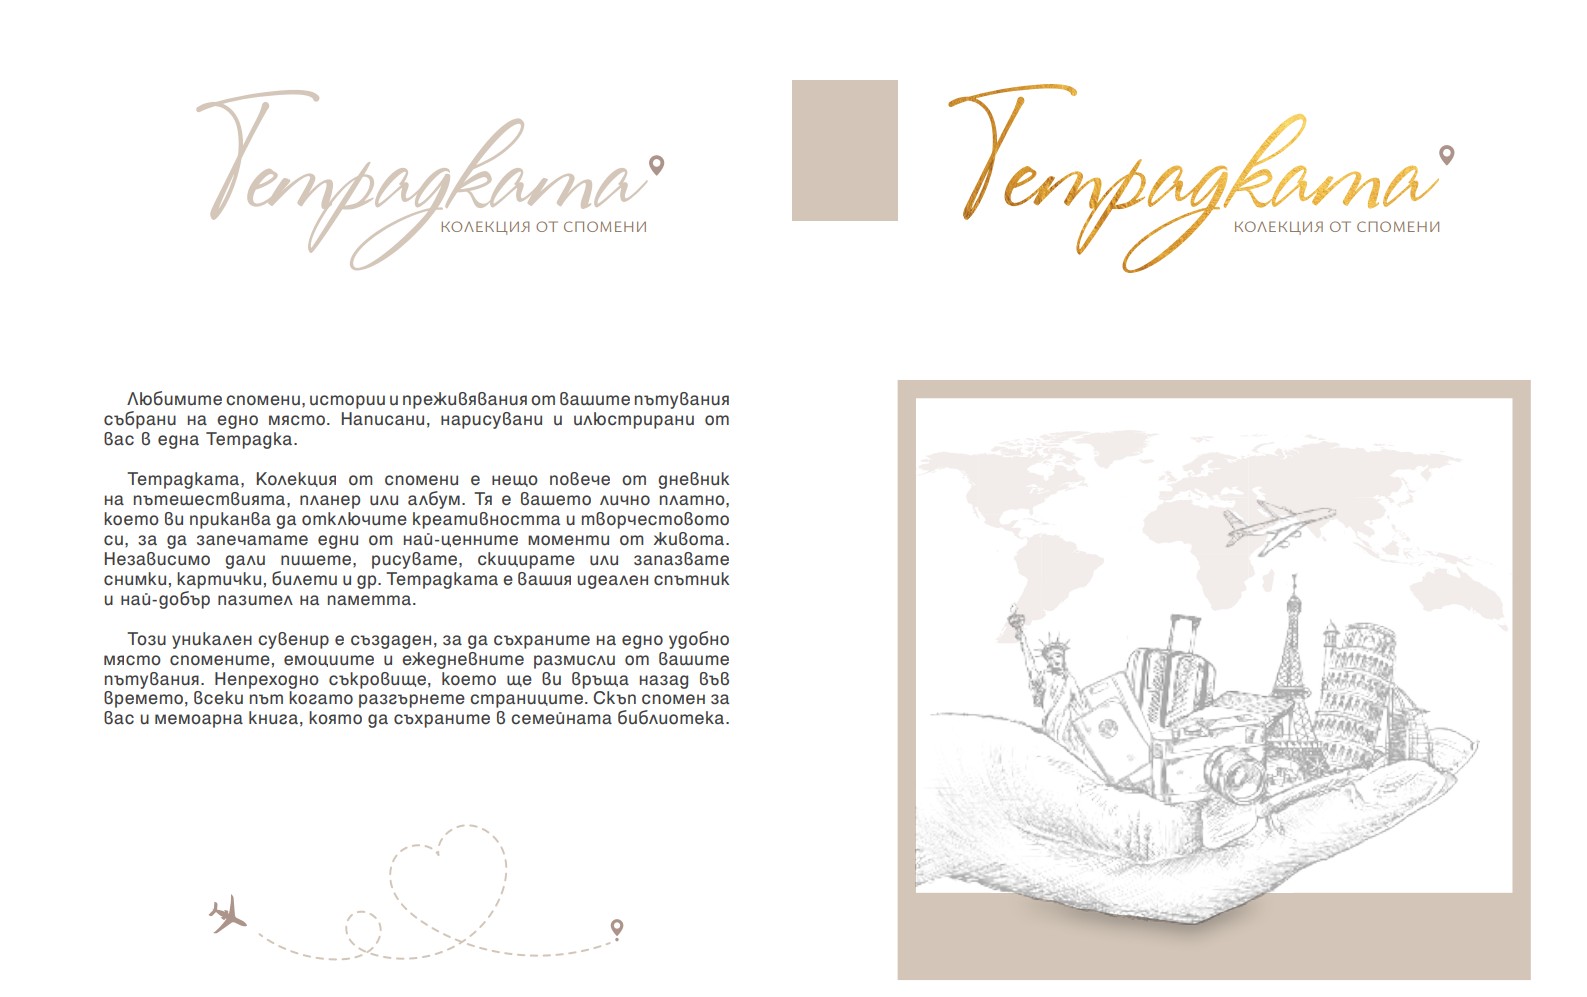 Тетрадката
КОЛЕКЦИЯ ОТ СПОМЕНИ
Любимите спомени, истории и преживявания от вашите пътувания
събрани на едно място. Написани, нарисувани и илюстрирани от
вас в една Тетрадка.
Тетрадката, Колекция от спомени е нещо повече от дневник
на пътешествията, планер или албум. Тя е вашето лично платно,
което ви приканва да отключите креативността и творчестовото
си, за да запечатате едни от най-ценните моменти от живота.
Независимо дали пишете, рисувате, скицирате или запазвате
снимки, картички, билети и др. Тетрадката е вашия идеален спътник
и най-добър пазител на паметта.
Този уникален сувенир е създаден, за да съхраните на едно удобно
място спомените, емоциите и ежедневните размисли от вашите
пътувания. Непреходно съкровище, което ще ви връща назад във
времето, всеки път когато разгърнете страниците. Скъп спомен за
вас и мемоарна книга, която да съхраните в семейната библиотека.
Тетрадката
КОЛЕКЦИЯ ОТ СПОМЕНИ